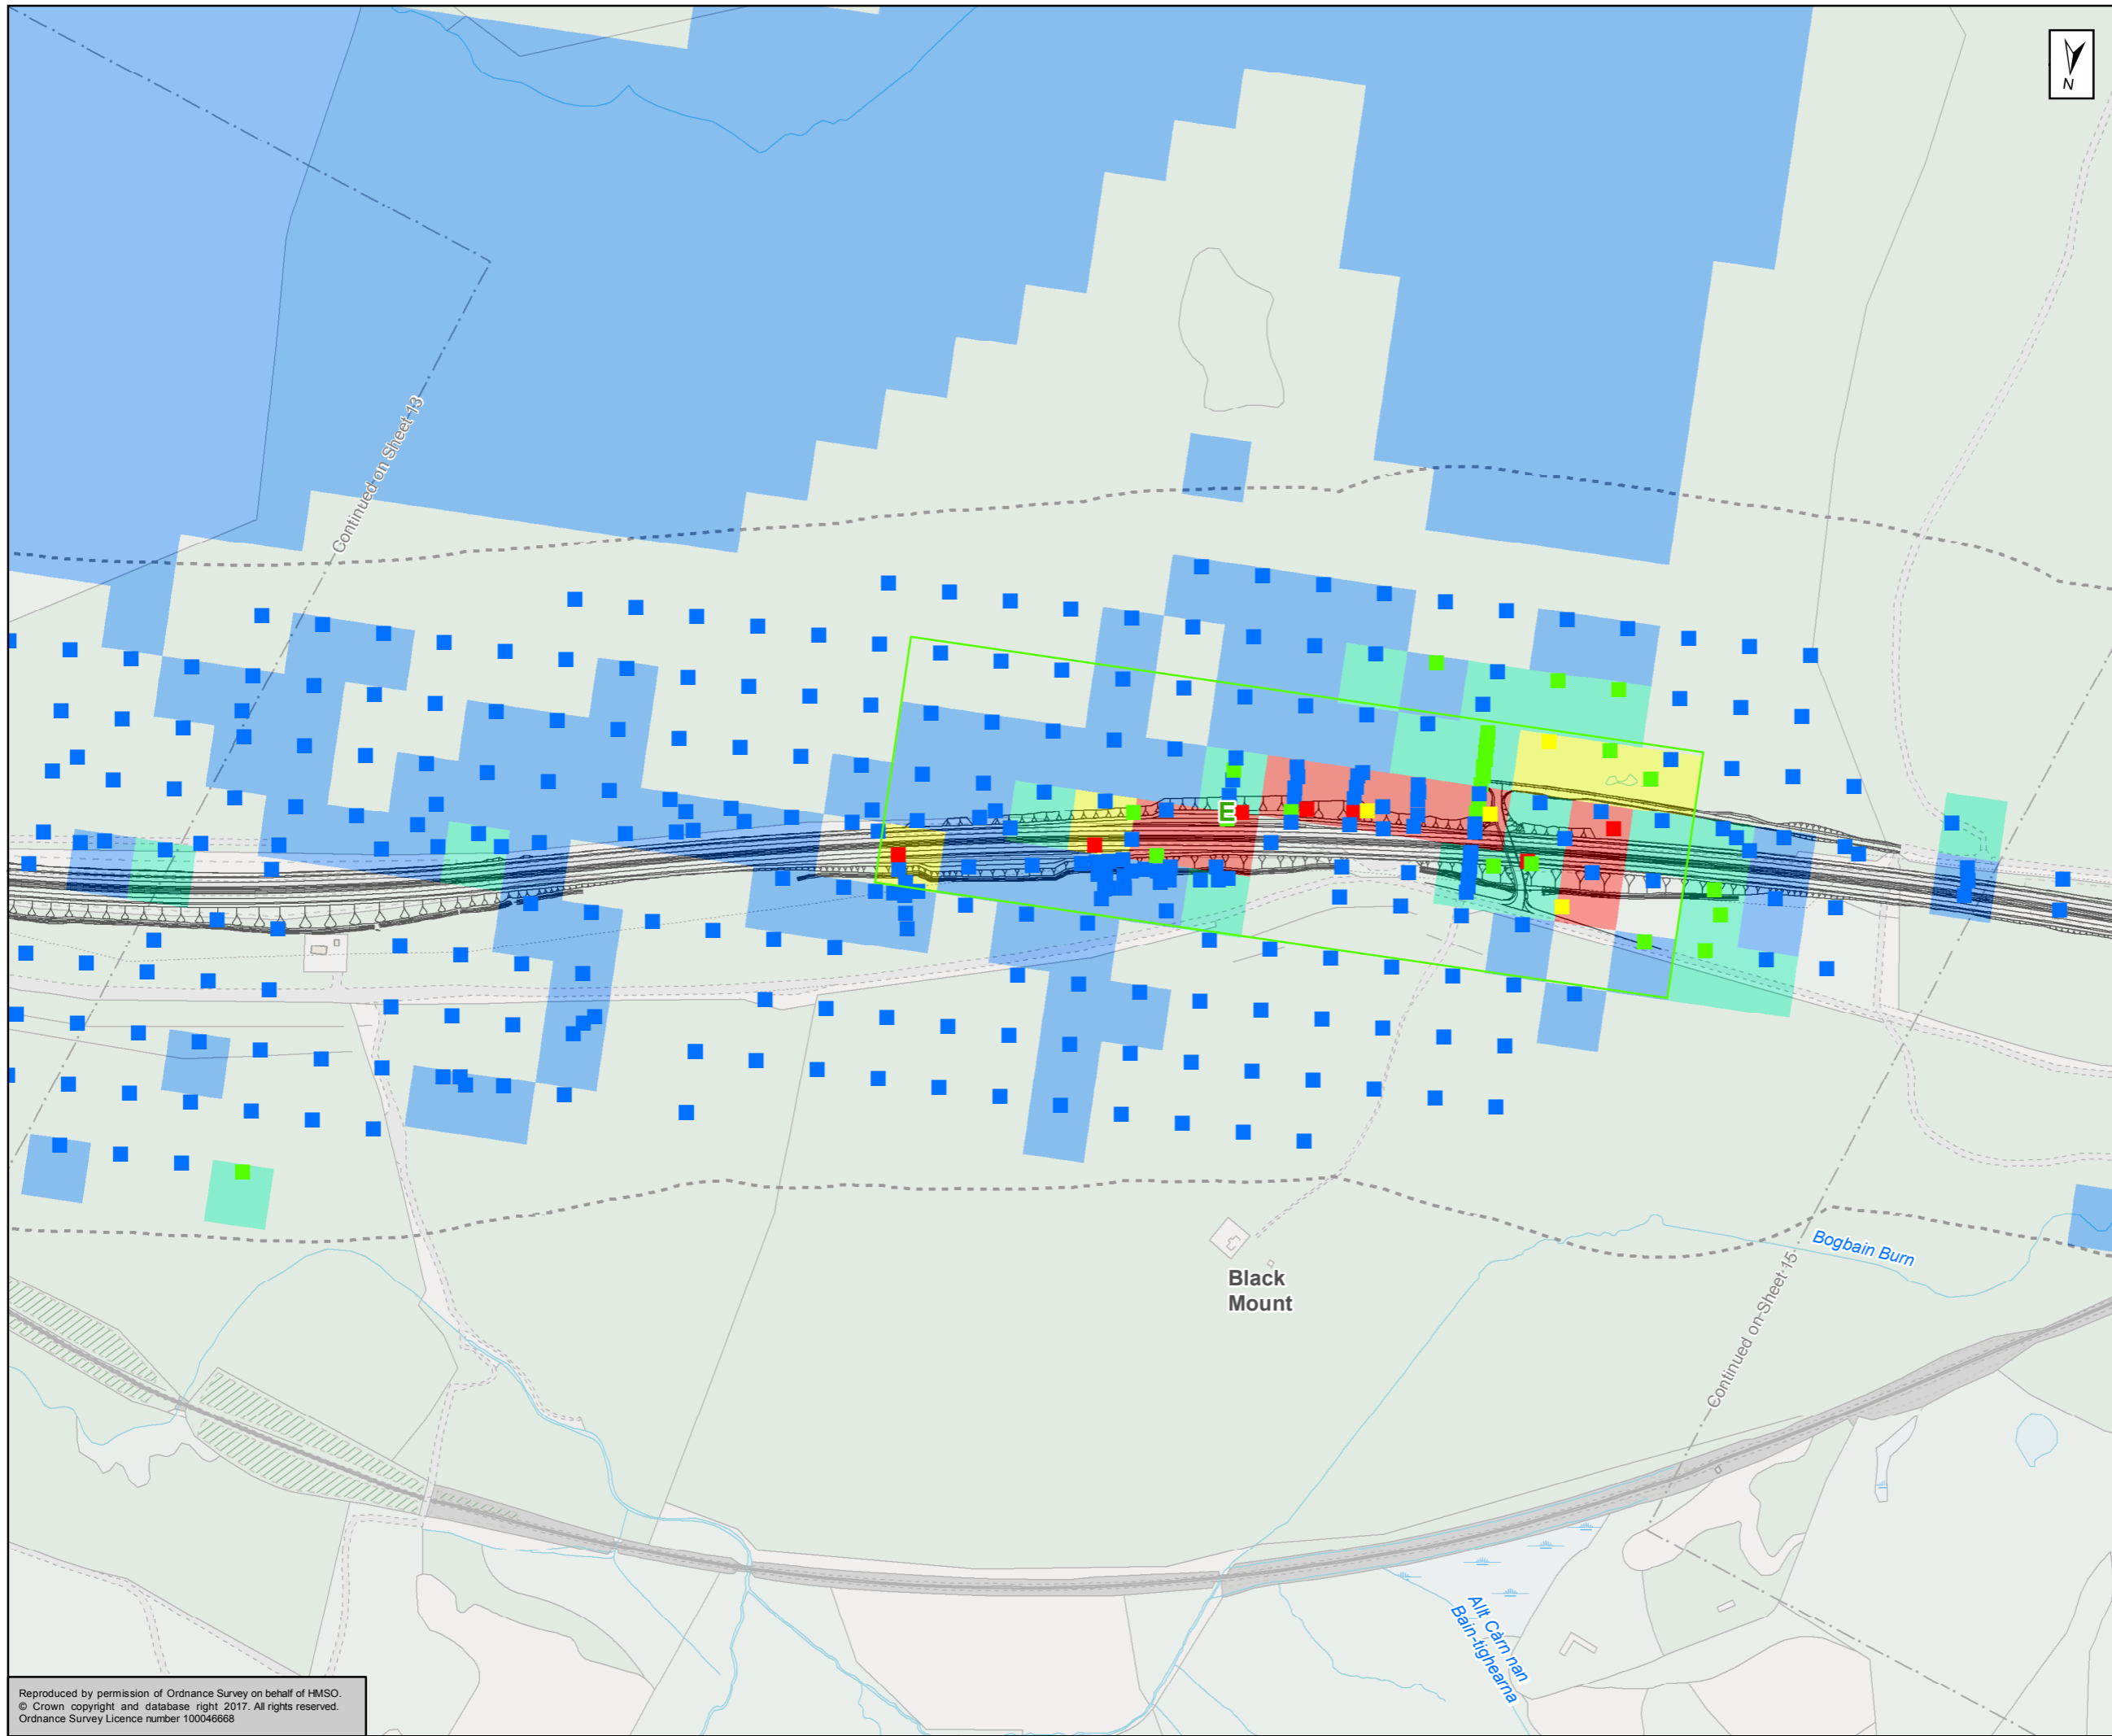 N
Continued on Sheet 13
E
Bogbain Burn
Continued on Sheet 15
Black
Mount
Allt Càrn nan
Bain-tighearna
Reproduced by permission of Ordnance Survey on behalf of HMSO.
© Crown copyright and database right 2017. All rights reserved.
Ordnance Survey Licence number 100046668